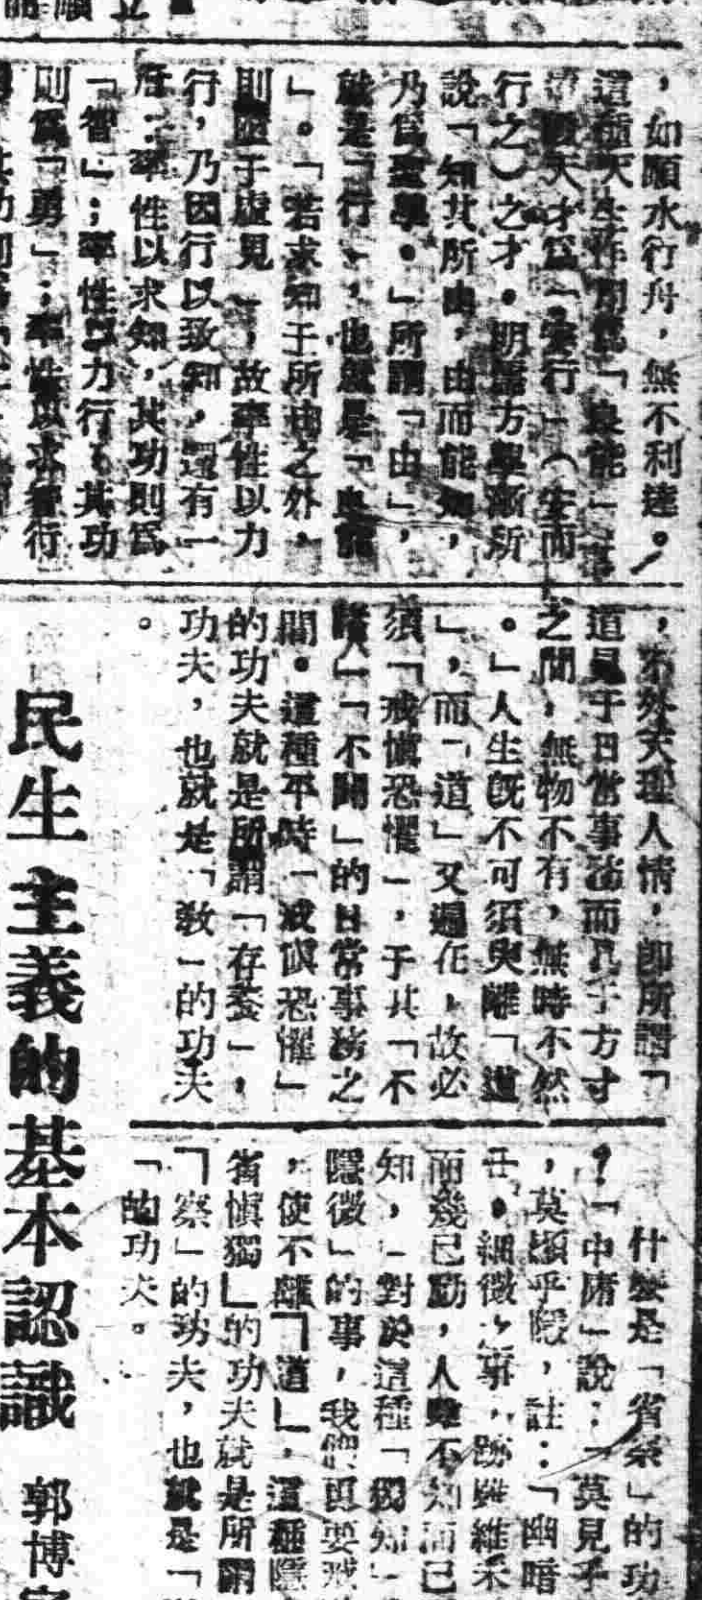 ，如順水行舟，無不利達。
這種天生作用為「良能」
天才為「安行」（安而
行之）之才。明儒方學漸所
說「知其所由，由而能知，
乃為聖學。」所謂「由」，
就是「行」，也就是「良能
」。「若求知于所由之外，
則墮于虛見」，故率性以力
行，乃因行以致知，還有一
：率性以求知，其功則為
「智」；率性以力行，其功
則為「勇」；率性以求智行
，不外天理人情，即所謂「
道見于日常事務而具于方寸
之間，無物不有，無時不然
。」人生既不可須臾離「道
」，而「道」又遍在，故必
須「戒慎恐懼」，于其「不
睹」「不聞」的日常事務之
間。這種平時「戒慎恐懼」
的功夫就是所謂「存養」，
功夫，也就是「教」的功夫
。
什麼是「省察」的功
？「中庸」說：「莫見乎
，莫顯乎隱，註：「幽暗
細微之事，跡雖維未
而幾已動，人雖不知而己
知，」對於這種「獨知」
隱微」的事，我們更要戒
，使不離「道」，這種隱
省慎獨」的功夫就是所謂
「察」的功夫，也就是「
「的功夫。
民生主義的基本認識
郭博